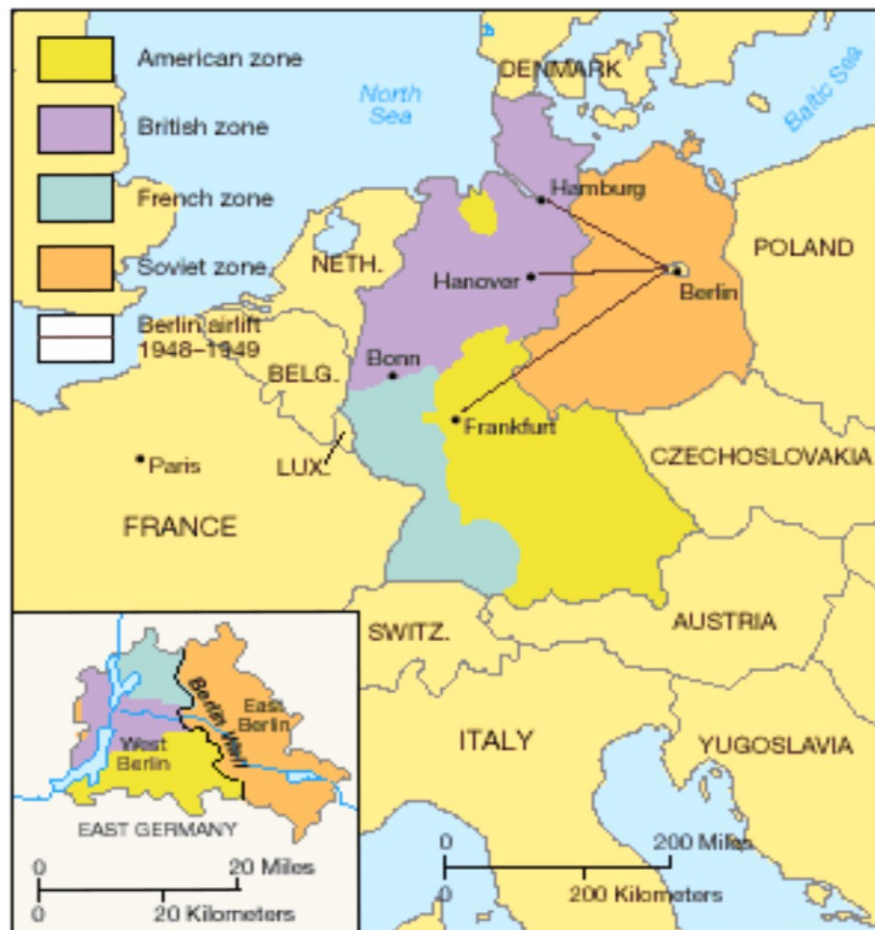 American zone
British zone
French zone
Soviet zone
Berlin airlift
1948–1949
North
Sea
DENMARK
Baltic Sea
Hamburg
NETH.
Hanover
POLAND
Berlin
Bonn
BELG.
Frankfurt
Paris
LUX.
CZECHOSLOVAKIA
FRANCE
SWITZ.
AUSTRIA
ITALY
YUGOSLAVIA
Berlin Wall
East
Berlin
West
Berlin
EAST GERMANY
0 20 Miles
0 20 Kilometers
0 200 Miles
0 200 Kilometers